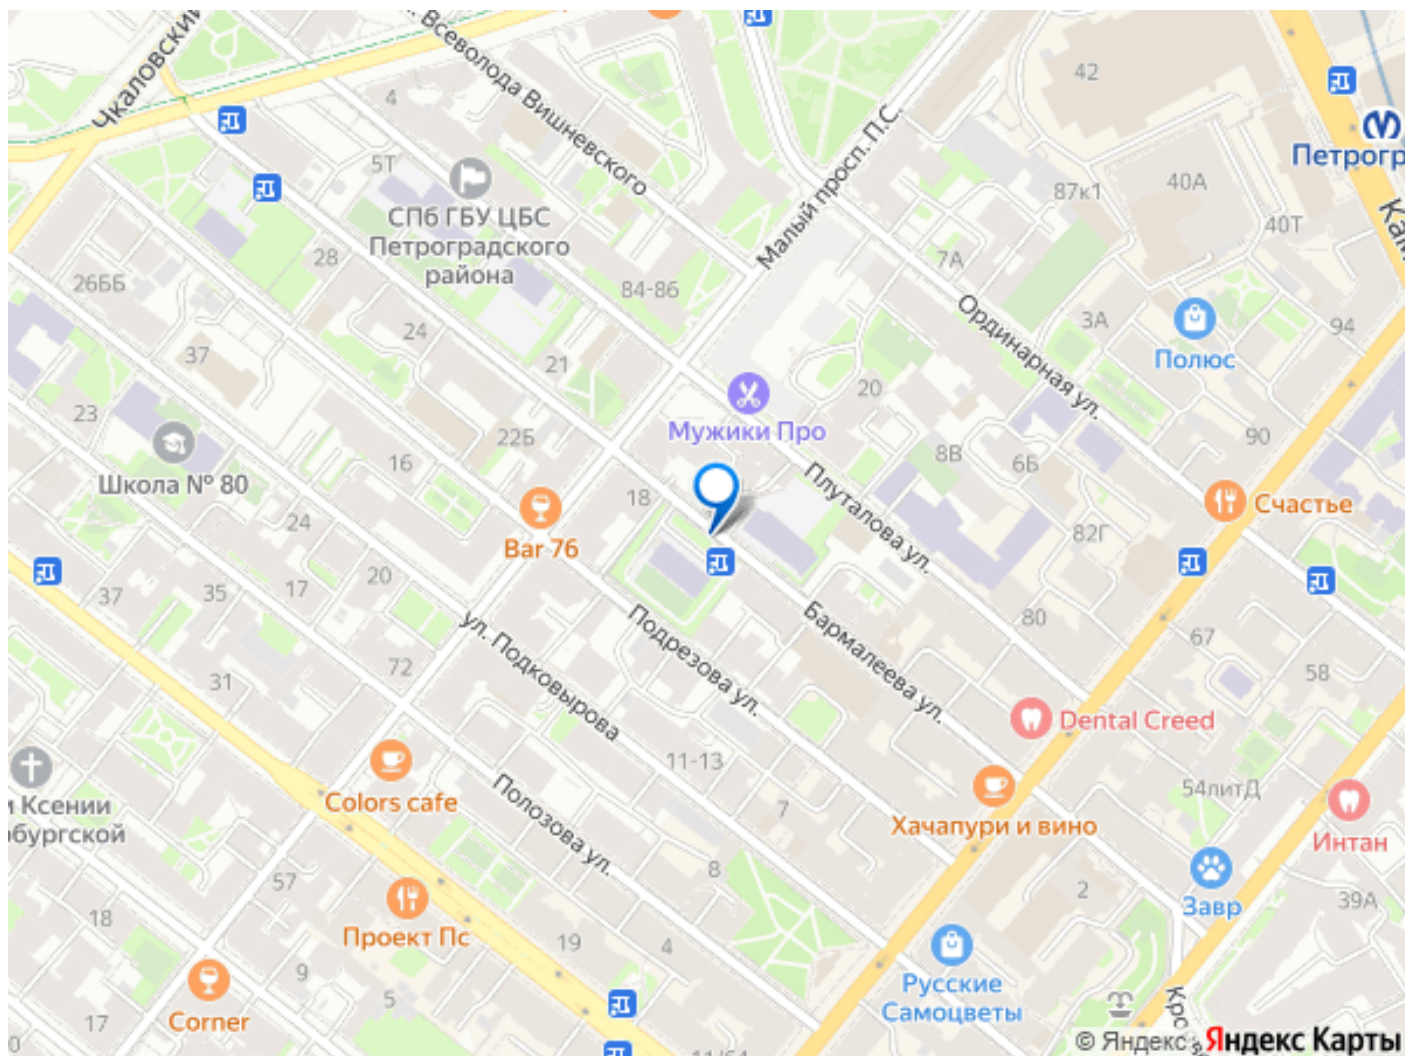 Чкаловский
Всеволода Вишневского
4
42
Петрогр
5Т
СПб ГБУ ЦБС
Петроградского
района
Малый просп. П.С.
87к1
40А
40Т
28
26ББ
84-86
7А
Ординарная ул.
3А
94
Полюс
24
37
21
20
23
Мужики Про
22Б
90
Школа № 80
16
18
8В
6Б
Плуталова ул.
24
Bar 76
Счастье
82Г
37
35
17
20
ул. Подковырова
Подрезова ул.
Бармалеева ул.
80
67
58
72
31
Dental Creed
11-13
54литД
Ксении
бургской
Colors cafe
Полозова ул.
7
Хачапури и вино
Интан
57
8
2
Завр
39А
18
Проект Пс
19
4
9
5
Русские
Самоцветы
17
Corner
© Яндекс Яндекс Карты